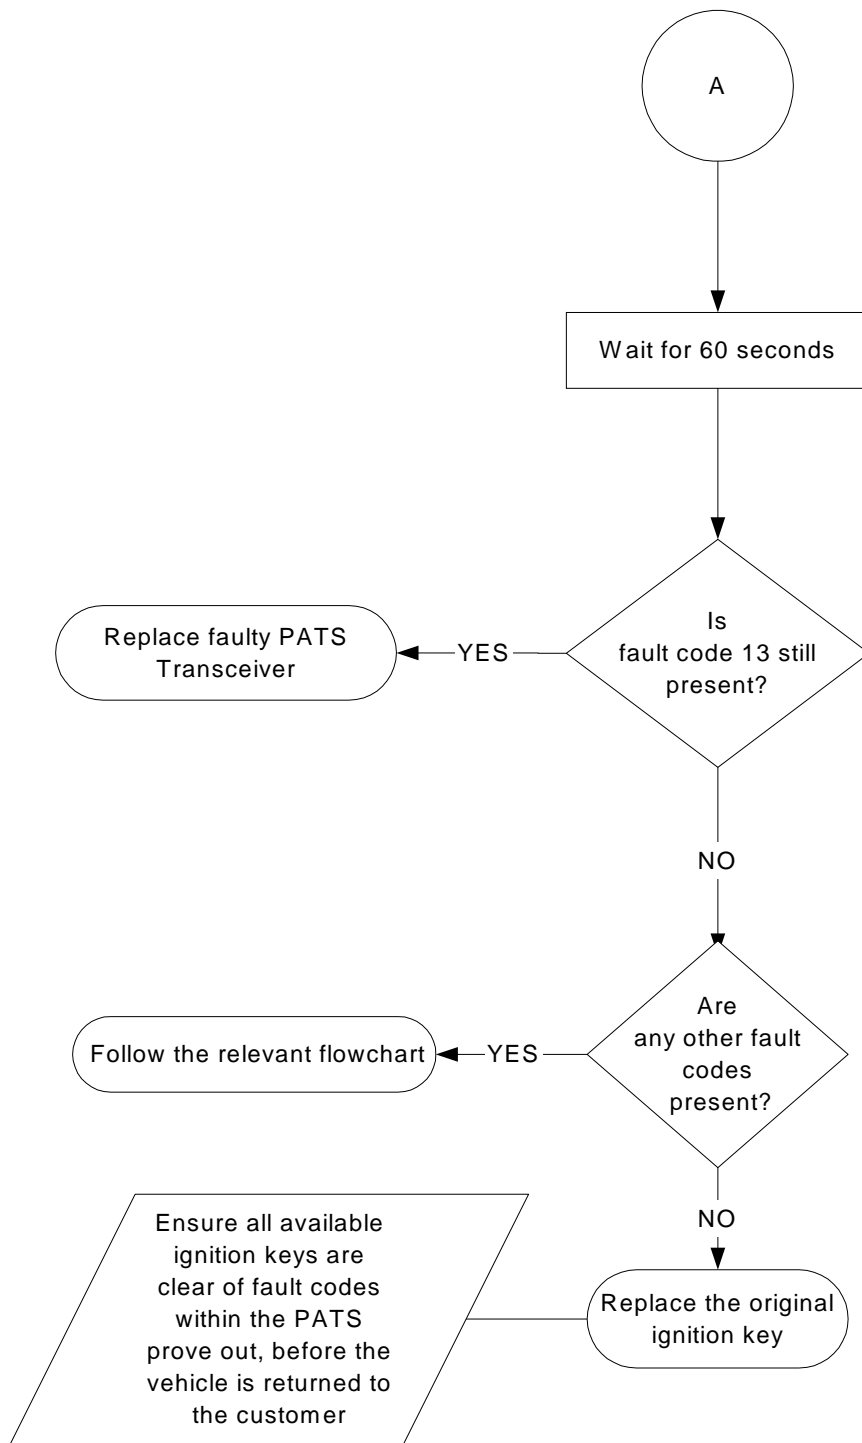 A
Wait for 60 seconds
Is
fault code 13 still
present?
YES
Replace faulty PATS
Transceiver
NO
Are
any other fault
codes
present?
YES
Follow the relevant flowchart
NO
Replace the original
ignition key
Ensure all available
ignition keys are
clear of fault codes
within the PATS
prove out, before the
vehicle is returned to
the customer